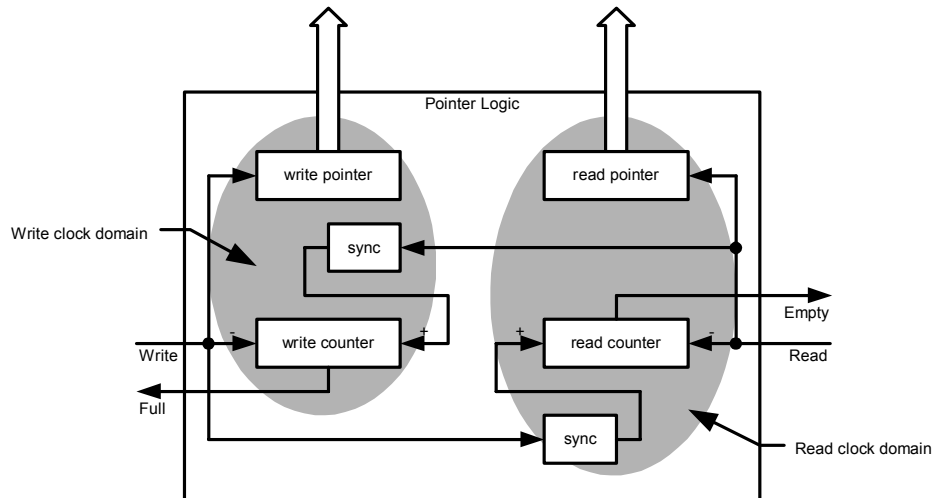 Pointer Logic
write pointer
read pointer
Write clock domain
sync
Empty
- write counter +
+ read counter -
Write
Read
Full
sync
Read clock domain